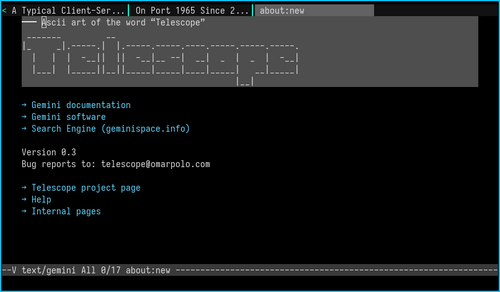 < A Typical Client-Ser... On Port 1965 Since 2... about:new
─── Ascii art of the word "Telescope"
Telescope
→ Gemini documentation
→ Gemini software
→ Search Engine (geminispace.info)
Version 0.3
Bug reports to: telescope@omarpolo.com
→ Telescope project page
→ Help
→ Internal pages
--V text/gemini All 0/17 about:new ----------------------------------------------------------------